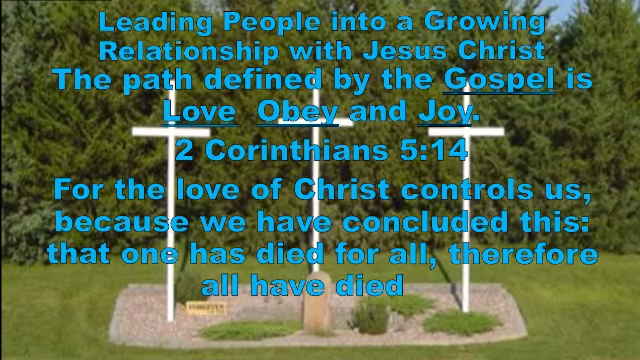 Leading People into a Growing
Relationship with Jesus Christ
The path defined by the Gospel is
Love  Obey and Joy.
2 Corinthians 5:14
For the love of Christ controls us,
because we have concluded this:
that one has died for all, therefore
all have died